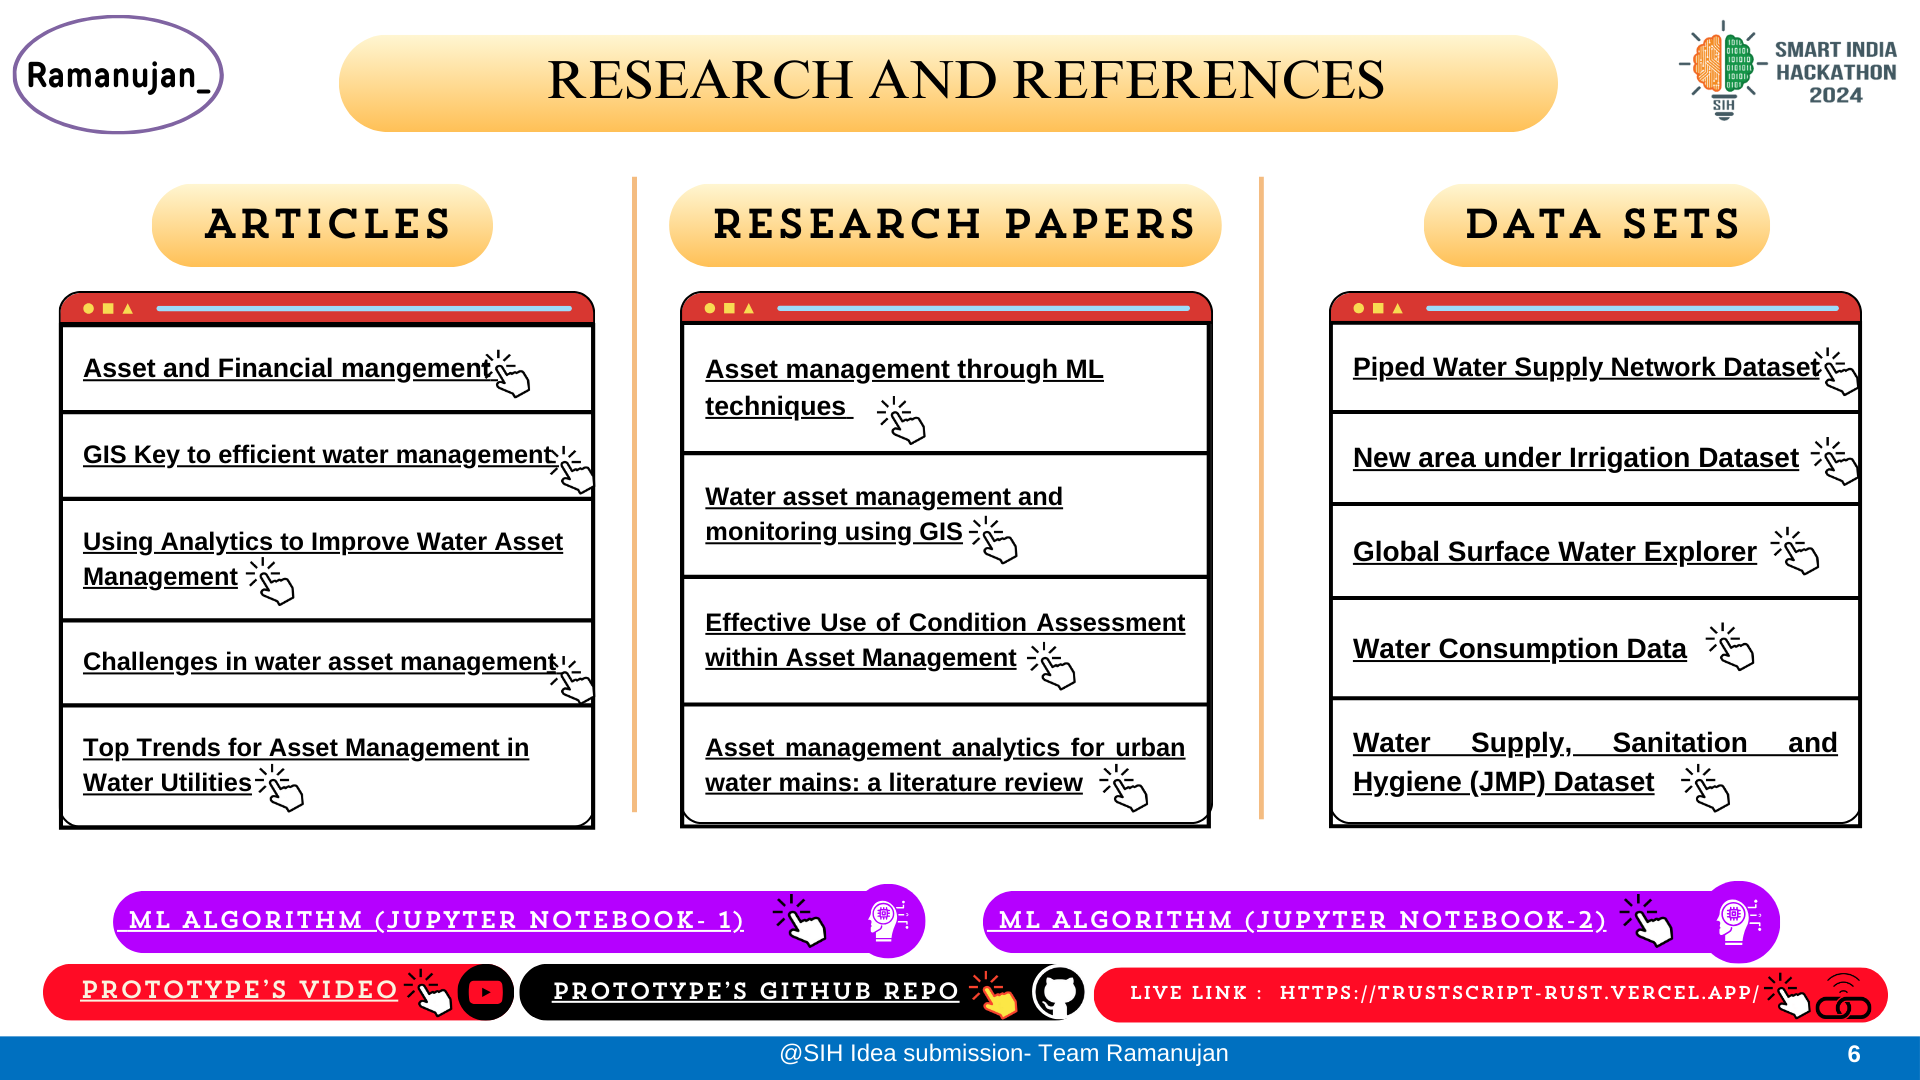 Ramanujan_
RESEARCH AND REFERENCES
SIH
SMART INDIA
HACKATHON
2024
ARTICLES
Asset and Financial mangement
GIS Key to efficient water management
Using Analytics to Improve Water Asset
Management
Challenges in water asset management
Top Trends for Asset Management in
Water Utilities
RESEARCH PAPERS
Asset management through ML
techniques
Water asset management and
monitoring using GIS
Effective Use of Condition Assessment
within Asset Management
Asset management analytics for urban
water mains: a literature review
DATA SETS
Piped Water Supply Network Dataset
New area under Irrigation Dataset
Global Surface Water Explorer
Water Consumption Data
Water Supply, Sanitation and
Hygiene (JMP) Dataset
ML ALGORITHM (JUPYTER NOTEBOOK- 1)
ML ALGORITHM (JUPYTER NOTEBOOK-2)
PROTOTYPE'S VIDEO
PROTOTYPE'S GITHUB REPO
LIVE LINK : HTTPS://TRUSTSCRIPT-RUST.VERCEL.APP/
@SIH Idea submission- Team Ramanujan
6